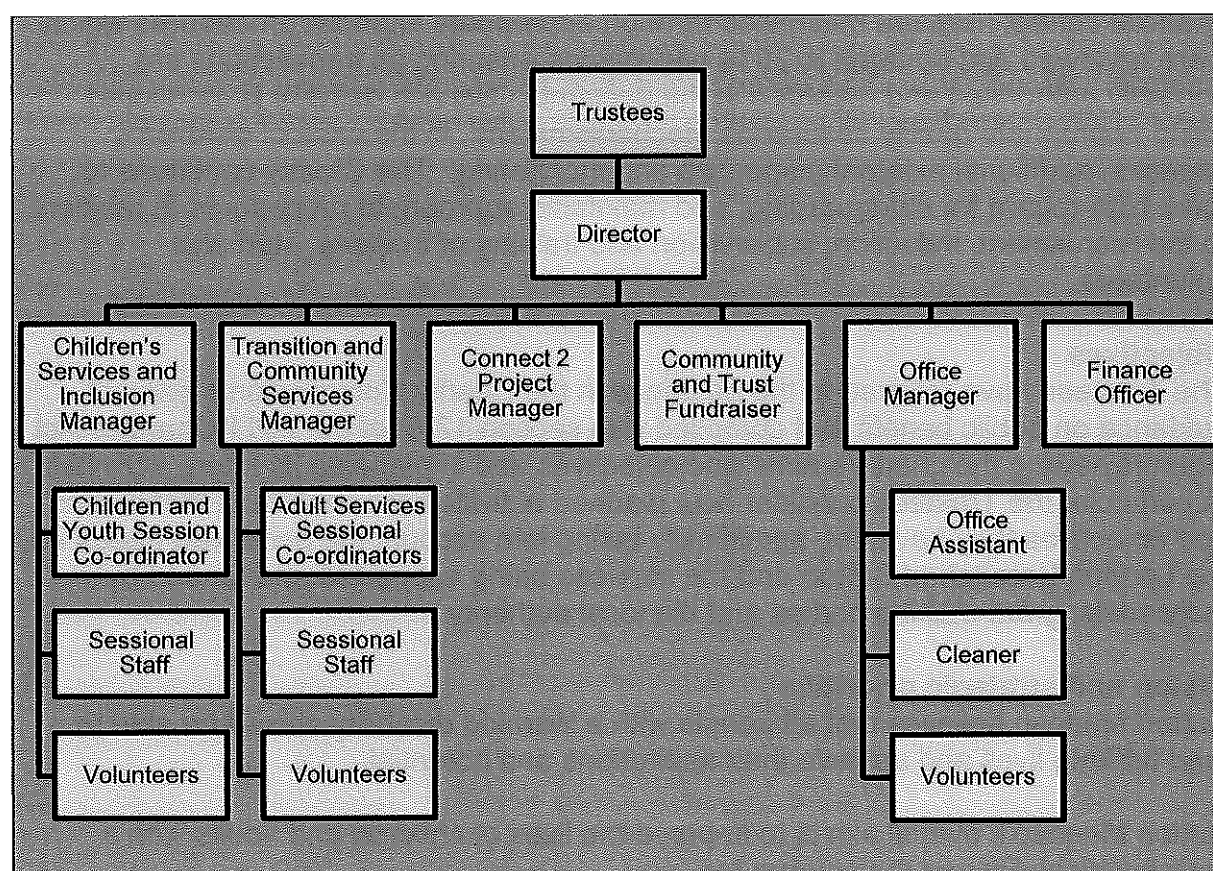 Trustees
Director
Children's
Services and
Inclusion
Manager
Transition and
Community
Services
Manager
Connect 2
Project
Manager
Community
and Trust
Fundraiser
Office
Manager
Finance
Officer
Children and
Youth Session
Co-ordinator
Sessional
Staff
Volunteers
Adult Services
Sessional
Co-ordinators
Sessional
Staff
Volunteers
Office
Assistant
Cleaner
Volunteers